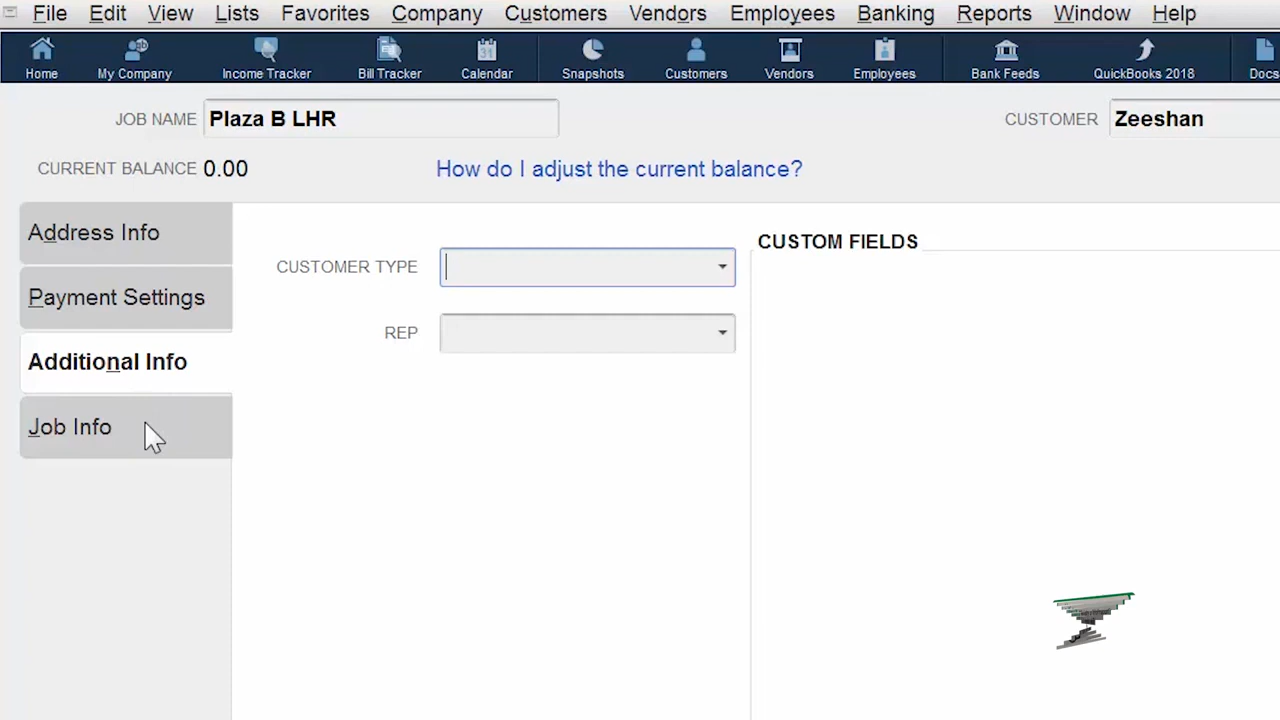 File Edit View Lists Favorites Company Customers Vendors Employees Banking Reports Window Help
31
Home My Company Income Tracker Bill Tracker Calendar Snapshots Customers Vendors Employees Bank Feeds QuickBooks 2018 Docs
JOB NAME Plaza B LHR CUSTOMER Zeeshan
CURRENT BALANCE 0.00 How do I adjust the current balance?
Address Info
CUSTOM FIELDS
CUSTOMER TYPE
Payment Settings
REP
Additional Info
Job Info